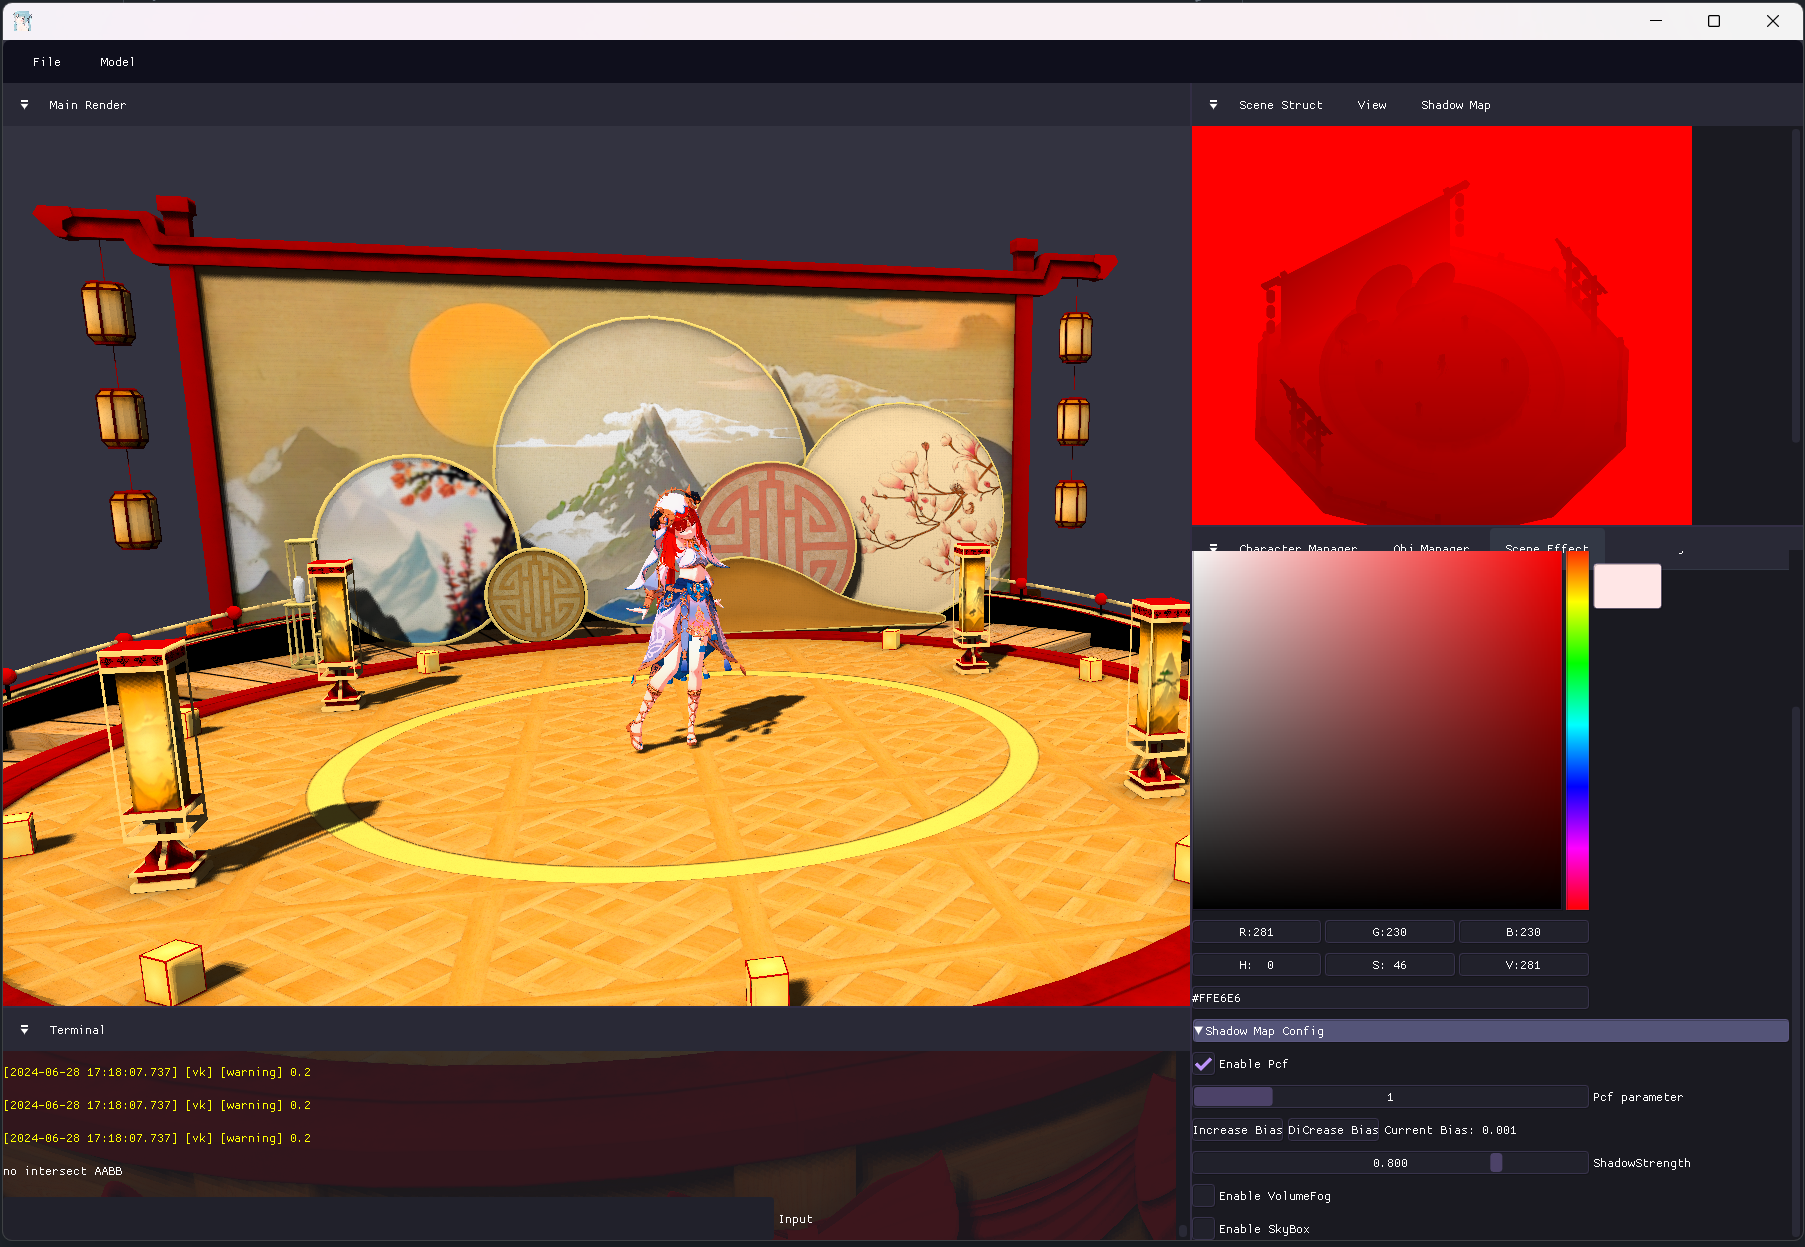 File Model
Main Render
Scene Struct View Shadow Map
Character Manager Obj Manager Scene Effect
R:281 G:230 B:230
H: 0 S: 46 V:281
#FFE6E6
Shadow Map Config
Enable Pcf
1 Pcf parameter
Increase Bias DiCrease Bias Current Bias: 0.001
0.800 ShadowStrength
Enable VolumeFog
Enable SkyBox
Terminal
[2024-06-28 17:18:07.737] [vk] [warning] 0.2
[2024-06-28 17:18:07.737] [vk] [warning] 0.2
[2024-06-28 17:18:07.737] [vk] [warning] 0.2
no intersect AABB
Input